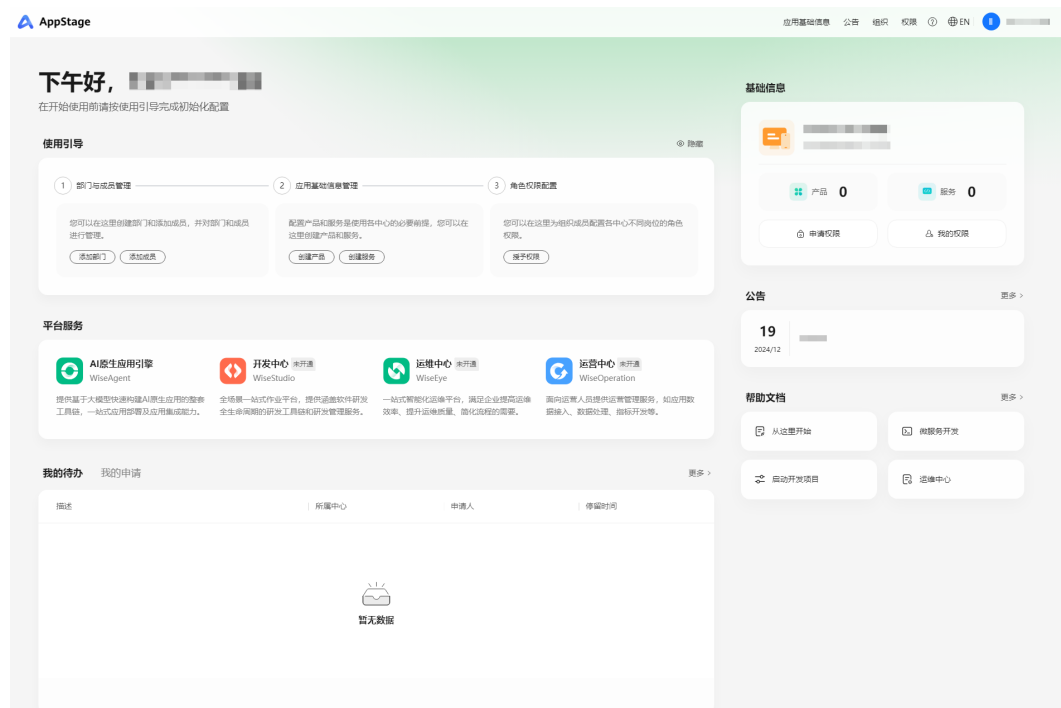 AppStage
应用基础信息 公告 组织 权限 EN
下午好，
在开始使用前请按使用引导完成初始化配置
使用引导
隐藏
1 部门与成员管理
您可以在这里创建部门和添加成员，并对部门和成员
进行管理。
添加部门 添加成员
2 应用基础信息管理
配置产品和服务是使用各中心的必要前提，您可以在
这里创建产品和服务。
创建产品 创建服务
3 角色权限配置
您可以在这里为组织成员配置各中心不同岗位的角色
权限。
授予权限
平台服务
AI原生应用引擎
WiseAgent
提供基于大模型快速构建AI原生应用的整套
工具链，一站式应用部署及应用集成能力。
开发中心 未开通
WiseStudio
全场景一站式作业平台，提供涵盖软件研发
全生命周期的研发工具链和研发管理服务。
运维中心 未开通
WiseEye
一站式智能化运维平台，满足企业提高运维
效率、提升运维质量、简化流程的需要。
运营中心 未开通
WiseOperation
面向运营人员提供运营管理服务，如应用数
据接入、数据处理、指标开发等。
我的待办 我的申请
更多 >
描述 所属中心 申请人 停留时间
暂无数据
基础信息
产品 0
服务 0
申请权限
我的权限
公告
更多 >
19
2024/12
帮助文档
更多 >
从这里开始
做服务开发
启动开发项目
运维中心